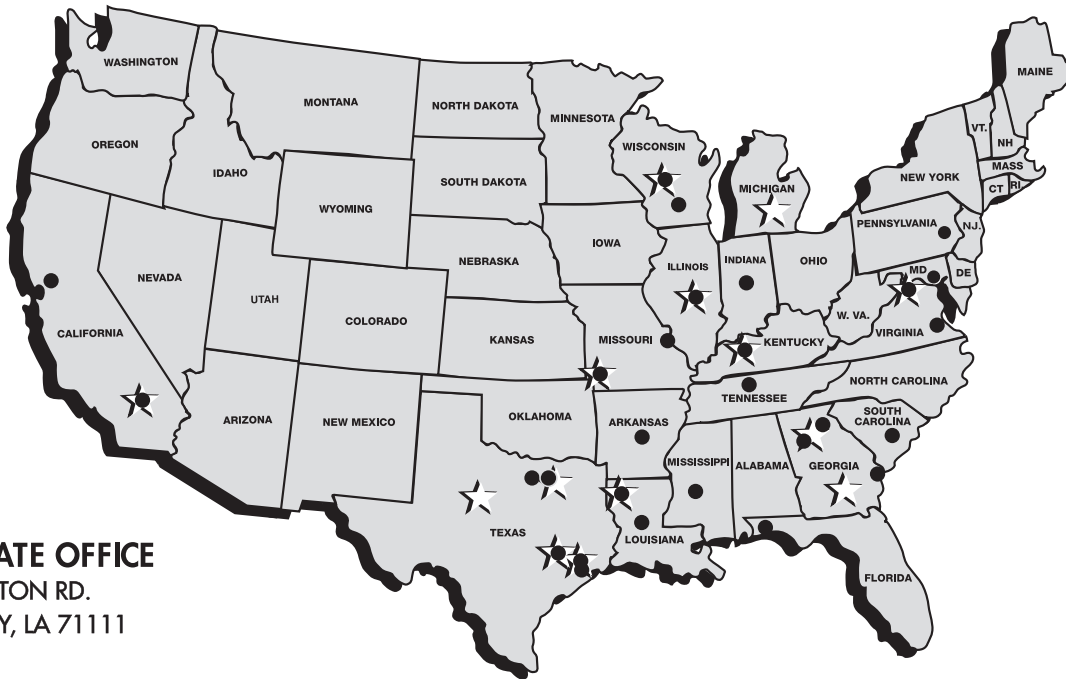 WASHINGTON
MONTANA
NORTH DAKOTA
MINNESOTA
MAINE
OREGON
IDAHO
SOUTH DAKOTA
WISCONSIN
MICHIGAN
NEW YORK
VT.
NH
MASS
CT
RI
WYOMING
IOWA
PENNSYLVANIA
NJ.
NEBRASKA
ILLINOIS
INDIANA
OHIO
MD
DE
NEVADA
UTAH
COLORADO
KANSAS
MISSOURI
W. VA.
VIRGINIA
KENTUCKY
CALIFORNIA
ARIZONA
NEW MEXICO
OKLAHOMA
ARKANSAS
TENNESSEE
NORTH CAROLINA
SOUTH
CAROLINA
MISSISSIPPI
ALABAMA
GEORGIA
TEXAS
LOUISIANA
FLORIDA
ATE OFFICE
TON RD.
Y, LA 71111